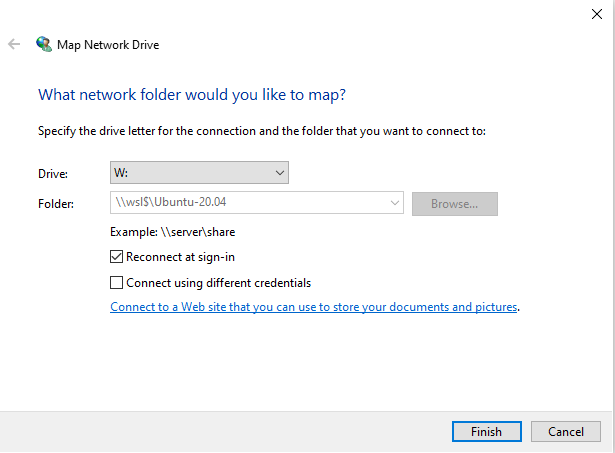 Map Network Drive
What network folder would you like to map?
Specify the drive letter for the connection and the folder that you want to connect to:
Drive: W:
Folder: \\wsl$\Ubuntu-20.04 Browse...
Example: \\server\share
Reconnect at sign-in
Connect using different credentials
Connect to a Web site that you can use to store your documents and pictures.
Finish Cancel